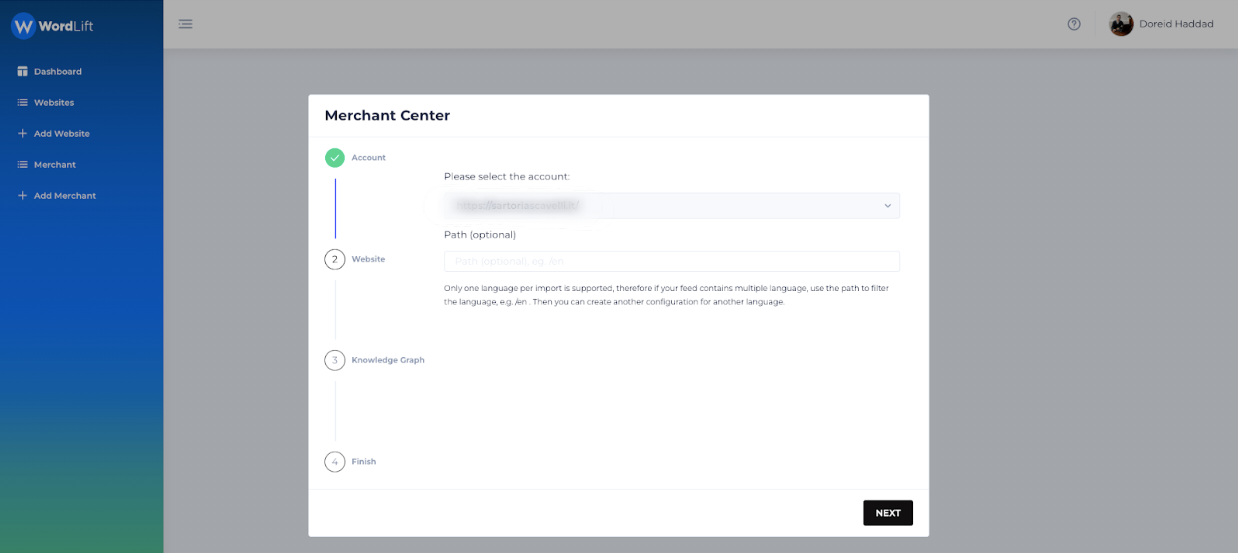 WordLift
Doreid Haddad
Dashboard
Websites
Add Website
Merchant
Add Merchant
Merchant Center
Account
Please select the account:
Path (optional)
2 Website
Path (optional), eg. /en
Only one language per import is supported, therefore if your feed contains multiple language, use the path to filter
the language, e.g. /en . Then you can create another configuration for another language.
3 Knowledge Graph
4 Finish
NEXT